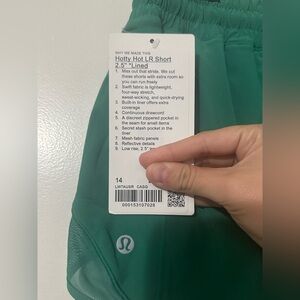 WHY WE MADE THIS
Hotty Hot LR Short
2.5" *Lined
1. Max out that stride. We cut
these shorts with extra room so
you can run freely
2. Swift fabric is lightweight,
four-way stretch,
sweat-wicking, and quick-drying
3. Built-in liner offers extra
coverage
4. Continuous drawcord
5. A discreet zippered pocket in
the seam for small items
6. Secret stash pocket in the
liner
7. Mesh fabric panels
8. Reflective details
9. Low rise, 2.5"
14
000153107028